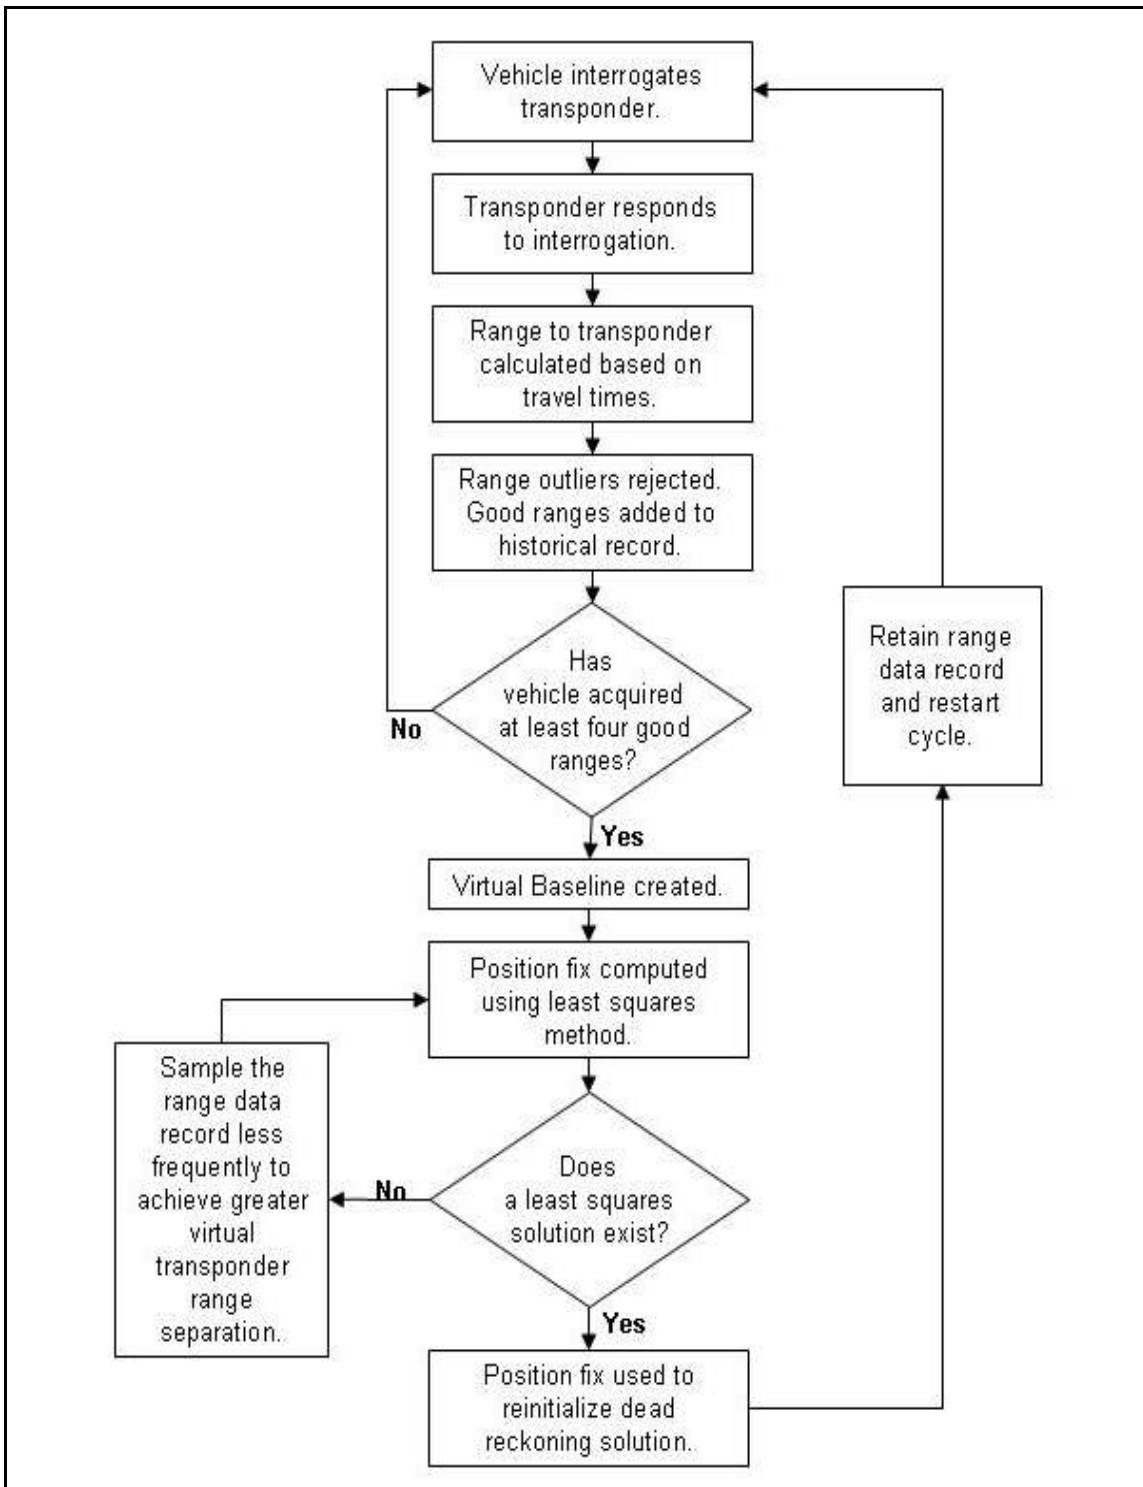 Vehicle interrogates
transponder.
Transponder responds
to interrogation.
Range to transponder
calculated based on
travel times.
Range outliers rejected.
Good ranges added to
historical record.
Has
vehicle acquired
at least four good
ranges?
No
Yes
Retain range
data record
and restart
cycle.
Virtual Baseline created.
Position fix computed
using least squares
method.
Sample the
range data
record less
frequently to
achieve greater
virtual
transponder
range
separation.
No
Does
a least squares
solution exist?
Yes
Position fix used to
reinitialize dead
reckoning solution.